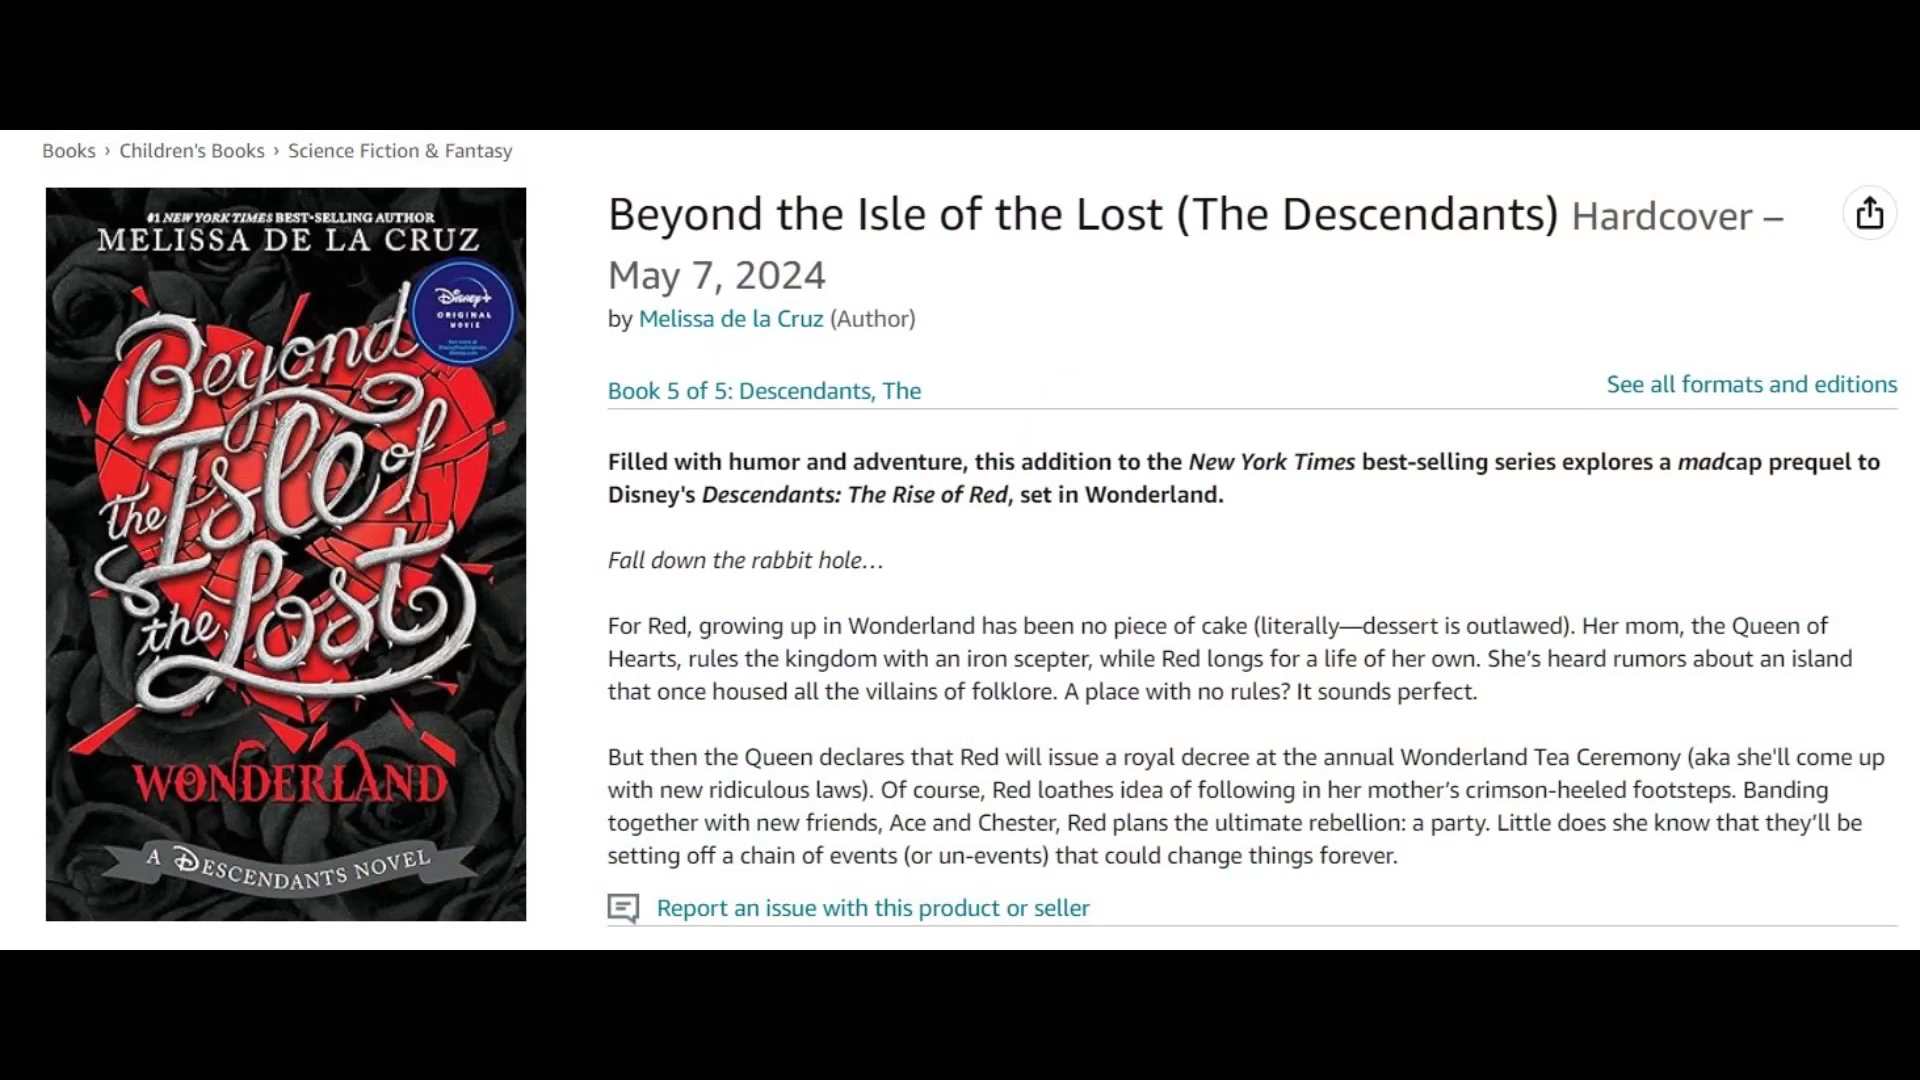 Books › Children's Books › Science Fiction & Fantasy
#1 NEW YORK TIMES BEST-SELLING AUTHOR
MELISSA DE LA CRUZ
Disney+
ORIGINAL
MOVIE
Beyond
the Isle of
the Lost
WONDERLAND
A DESCENDANTS NOVEL
Beyond the Isle of the Lost (The Descendants) Hardcover –
May 7, 2024
by Melissa de la Cruz (Author)
Book 5 of 5: Descendants, The
See all formats and editions
Filled with humor and adventure, this addition to the New York Times best-selling series explores a madcap prequel to
Disney's Descendants: The Rise of Red, set in Wonderland.
Fall down the rabbit hole…
For Red, growing up in Wonderland has been no piece of cake (literally—dessert is outlawed). Her mom, the Queen of
Hearts, rules the kingdom with an iron scepter, while Red longs for a life of her own. She’s heard rumors about an island
that once housed all the villains of folklore. A place with no rules? It sounds perfect.
But then the Queen declares that Red will issue a royal decree at the annual Wonderland Tea Ceremony (aka she'll come up
with new ridiculous laws). Of course, Red loathes idea of following in her mother’s crimson-heeled footsteps. Banding
together with new friends, Ace and Chester, Red plans the ultimate rebellion: a party. Little does she know that they’ll be
setting off a chain of events (or un-events) that could change things forever.
Report an issue with this product or seller